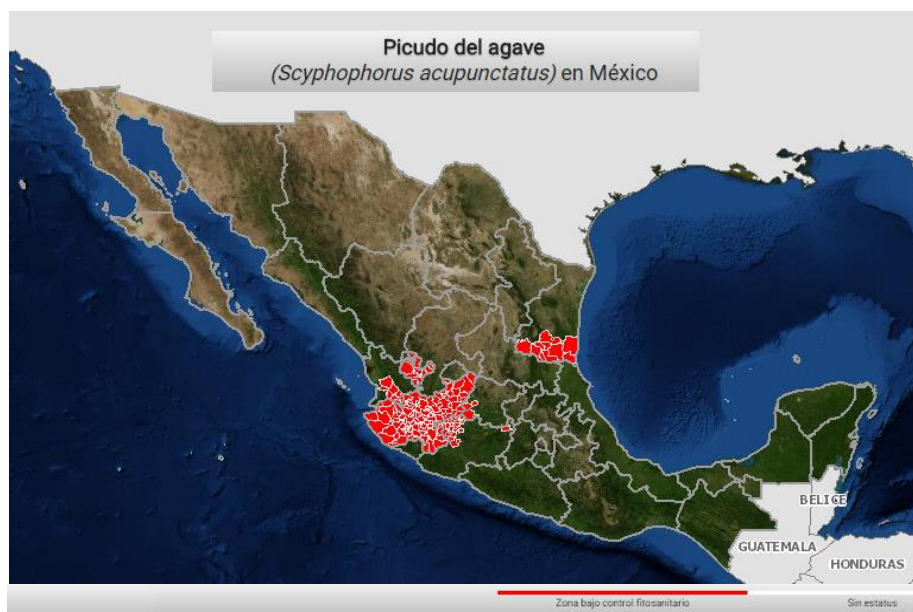 Picudo del agave
(Scyphophorus acupunctatus) en México
BELICE
GUATEMALA
HONDURAS
Zona bajo control fitosanitario
Sin estatus